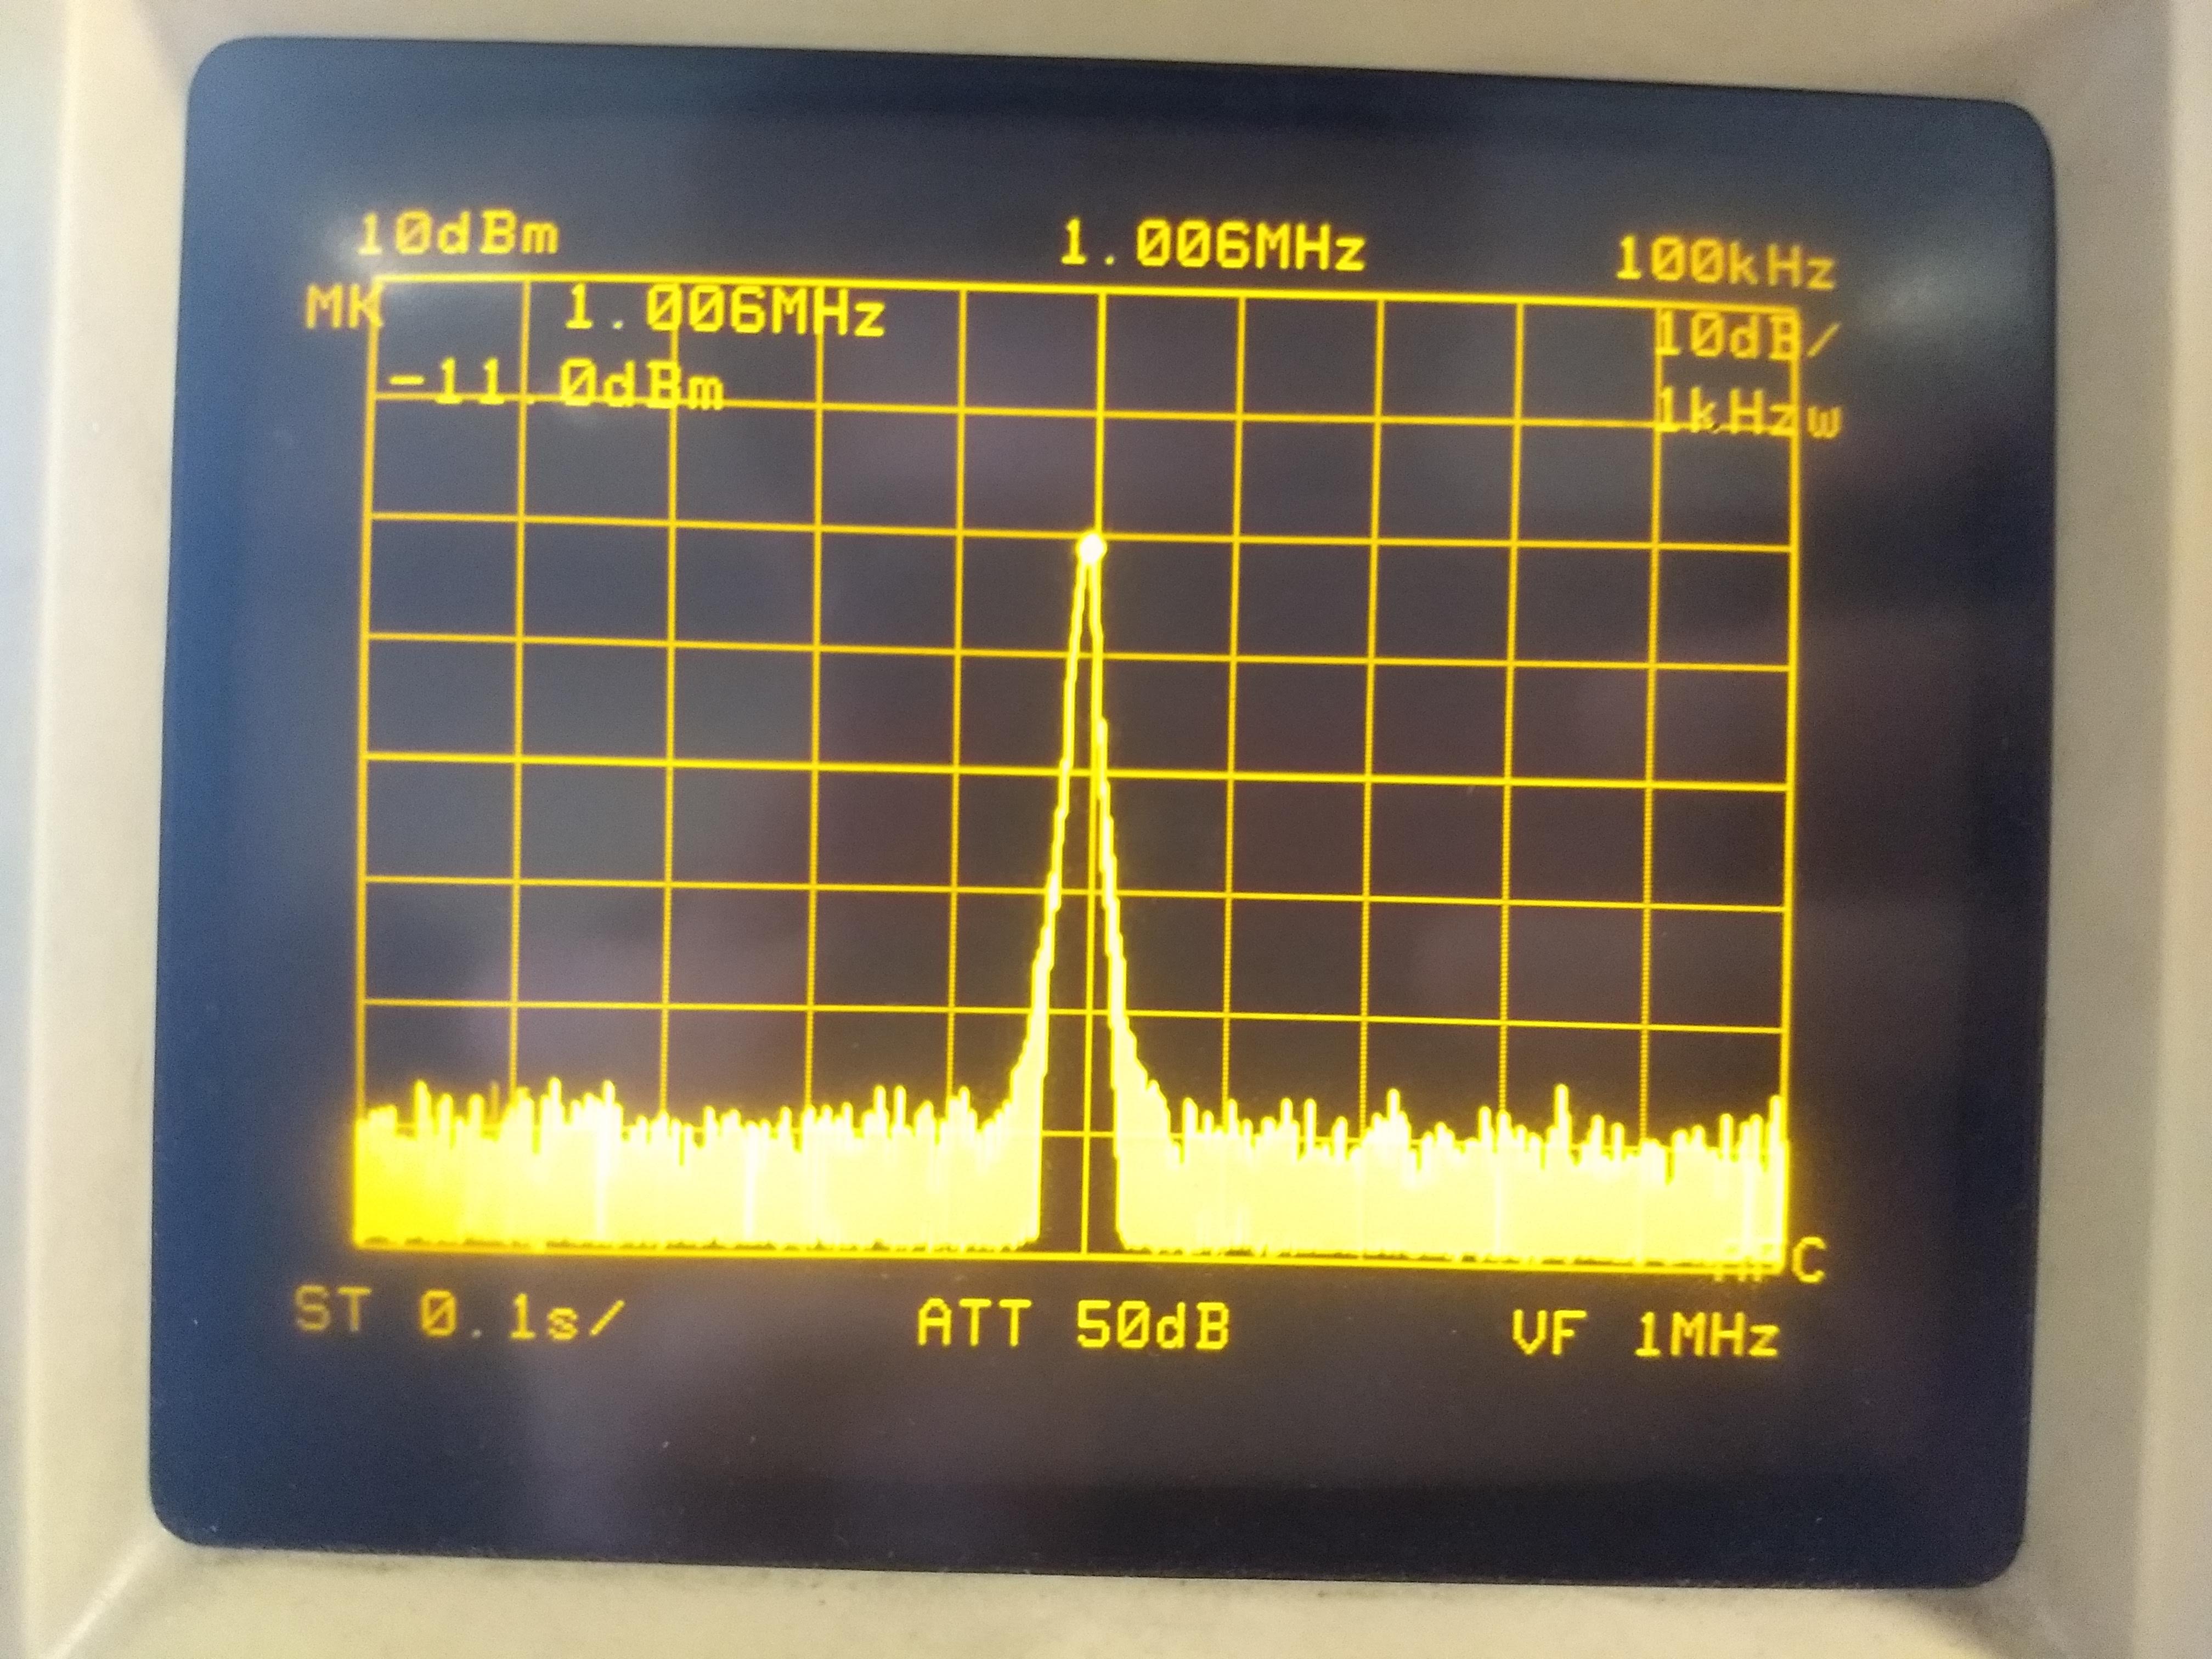 10dBm 1.006MHz 100kHz
MK 1.006MHz 10dB/
-11.0dBm 1kHzw
ST 0.1s/ ATT 50dB VF 1MHz